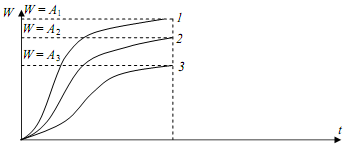 W
W = A₁
1
W = A₂
2
W = A₃
3
t